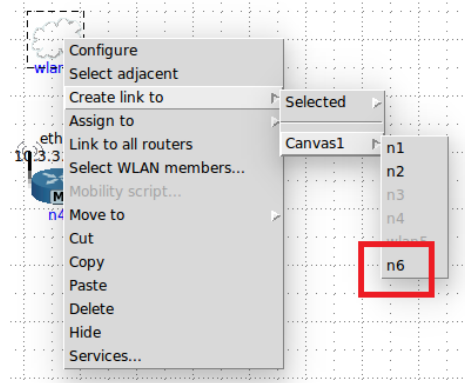 wlan
Configure
Select adjacent
Create link to
Selected
Assign to
Link to all routers
Canvas1
n1
eth
10.3.3.
Select WLAN members...
n2
Mobility script...
n3
n4
Move to
n4
wlan5
Cut
Copy
n6
Paste
Delete
Hide
Services...